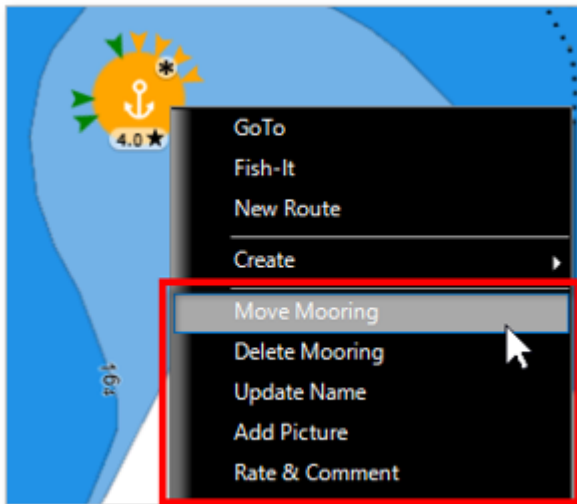 4.0★
GoTo
Fish-It
New Route
Create
Move Mooring
Delete Mooring
Update Name
Add Picture
Rate & Comment